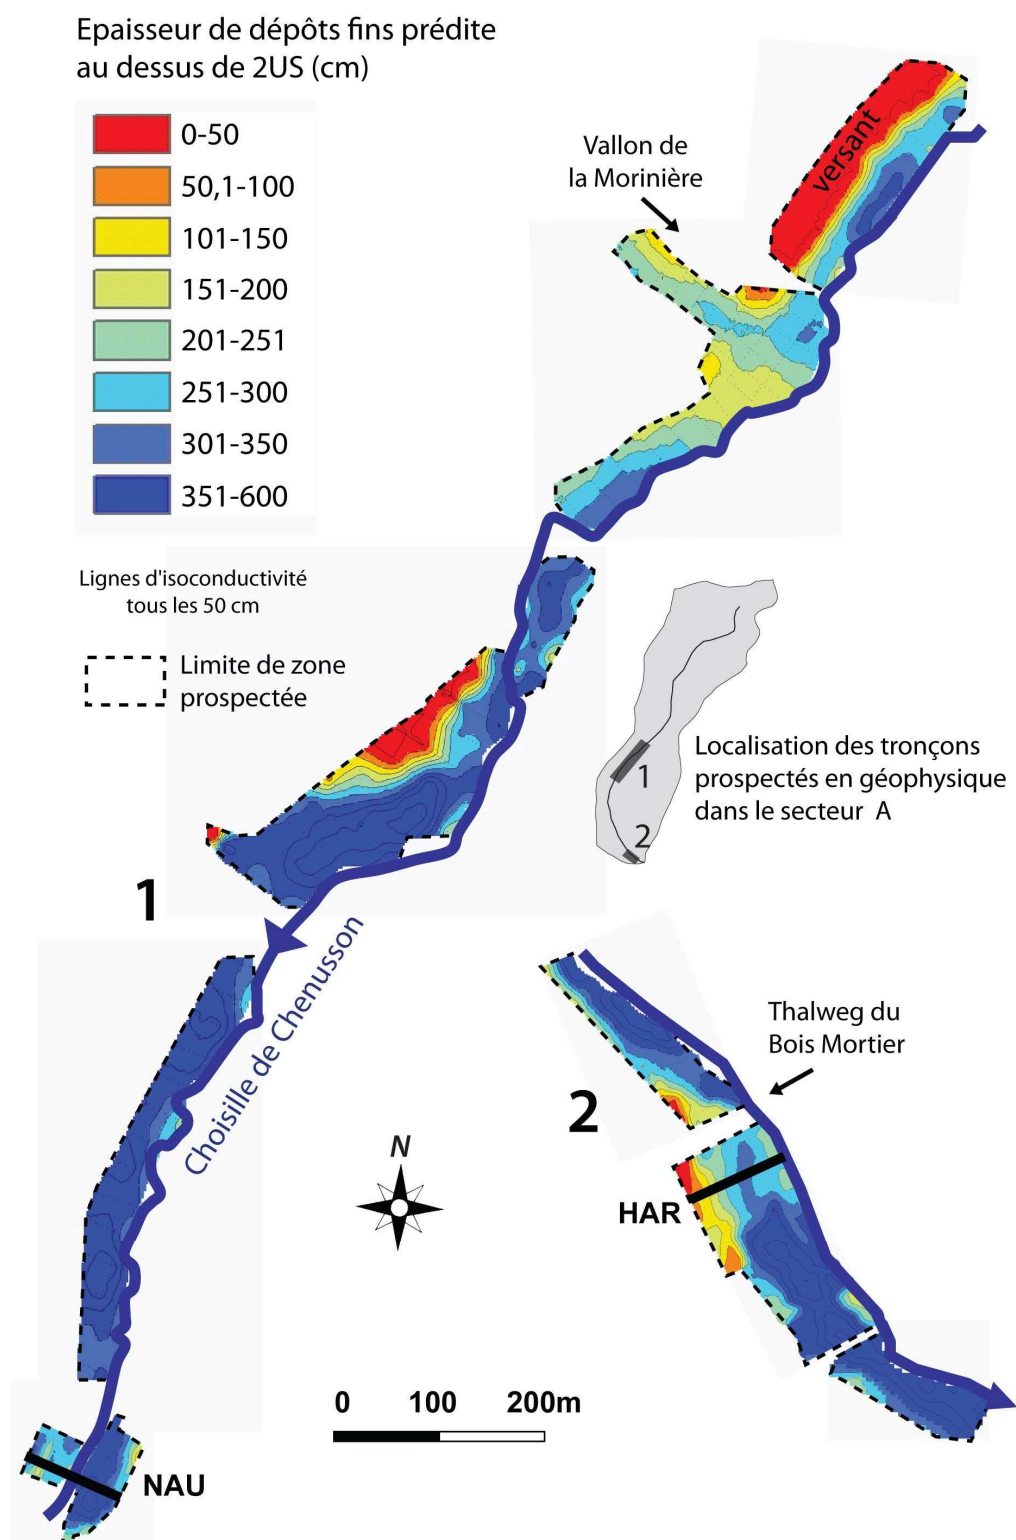 Epaisseur de dépôts fins prédite
au dessus de 2US (cm)
0-50
50,1-100
101-150
151-200
201-251
251-300
301-350
351-600
Lignes d'isoconductivité
tous les 50 cm
Limite de zone
prospectée
Vallon de
la Morinière
versant
Localisation des tronçons
prospectés en géophysique
dans le secteur A
1
2
1
Choisille de Chenusson
2
Thalweg du
Bois Mortier
HAR
N
0 100 200m
NAU